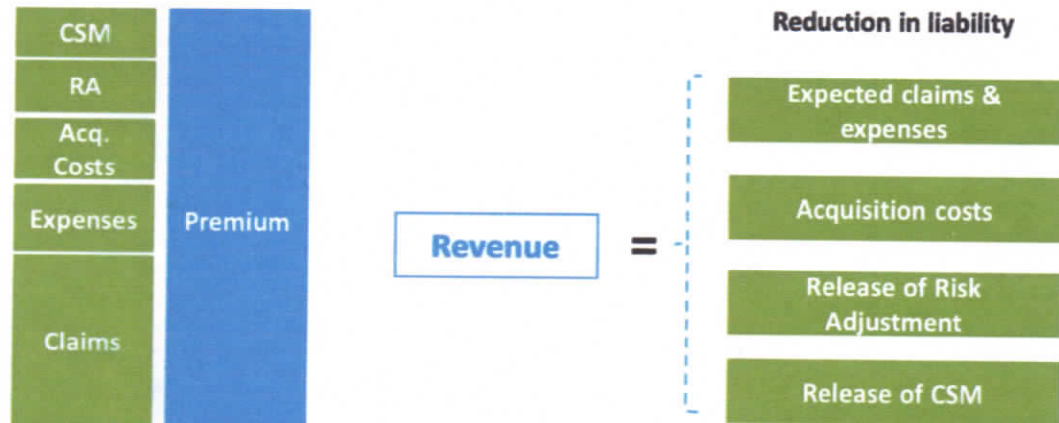 CSM
RA
Acq.
Costs
Expenses
Claims
Premium
Revenue
=
Reduction in liability
Expected claims &
expenses
Acquisition costs
Release of Risk
Adjustment
Release of CSM